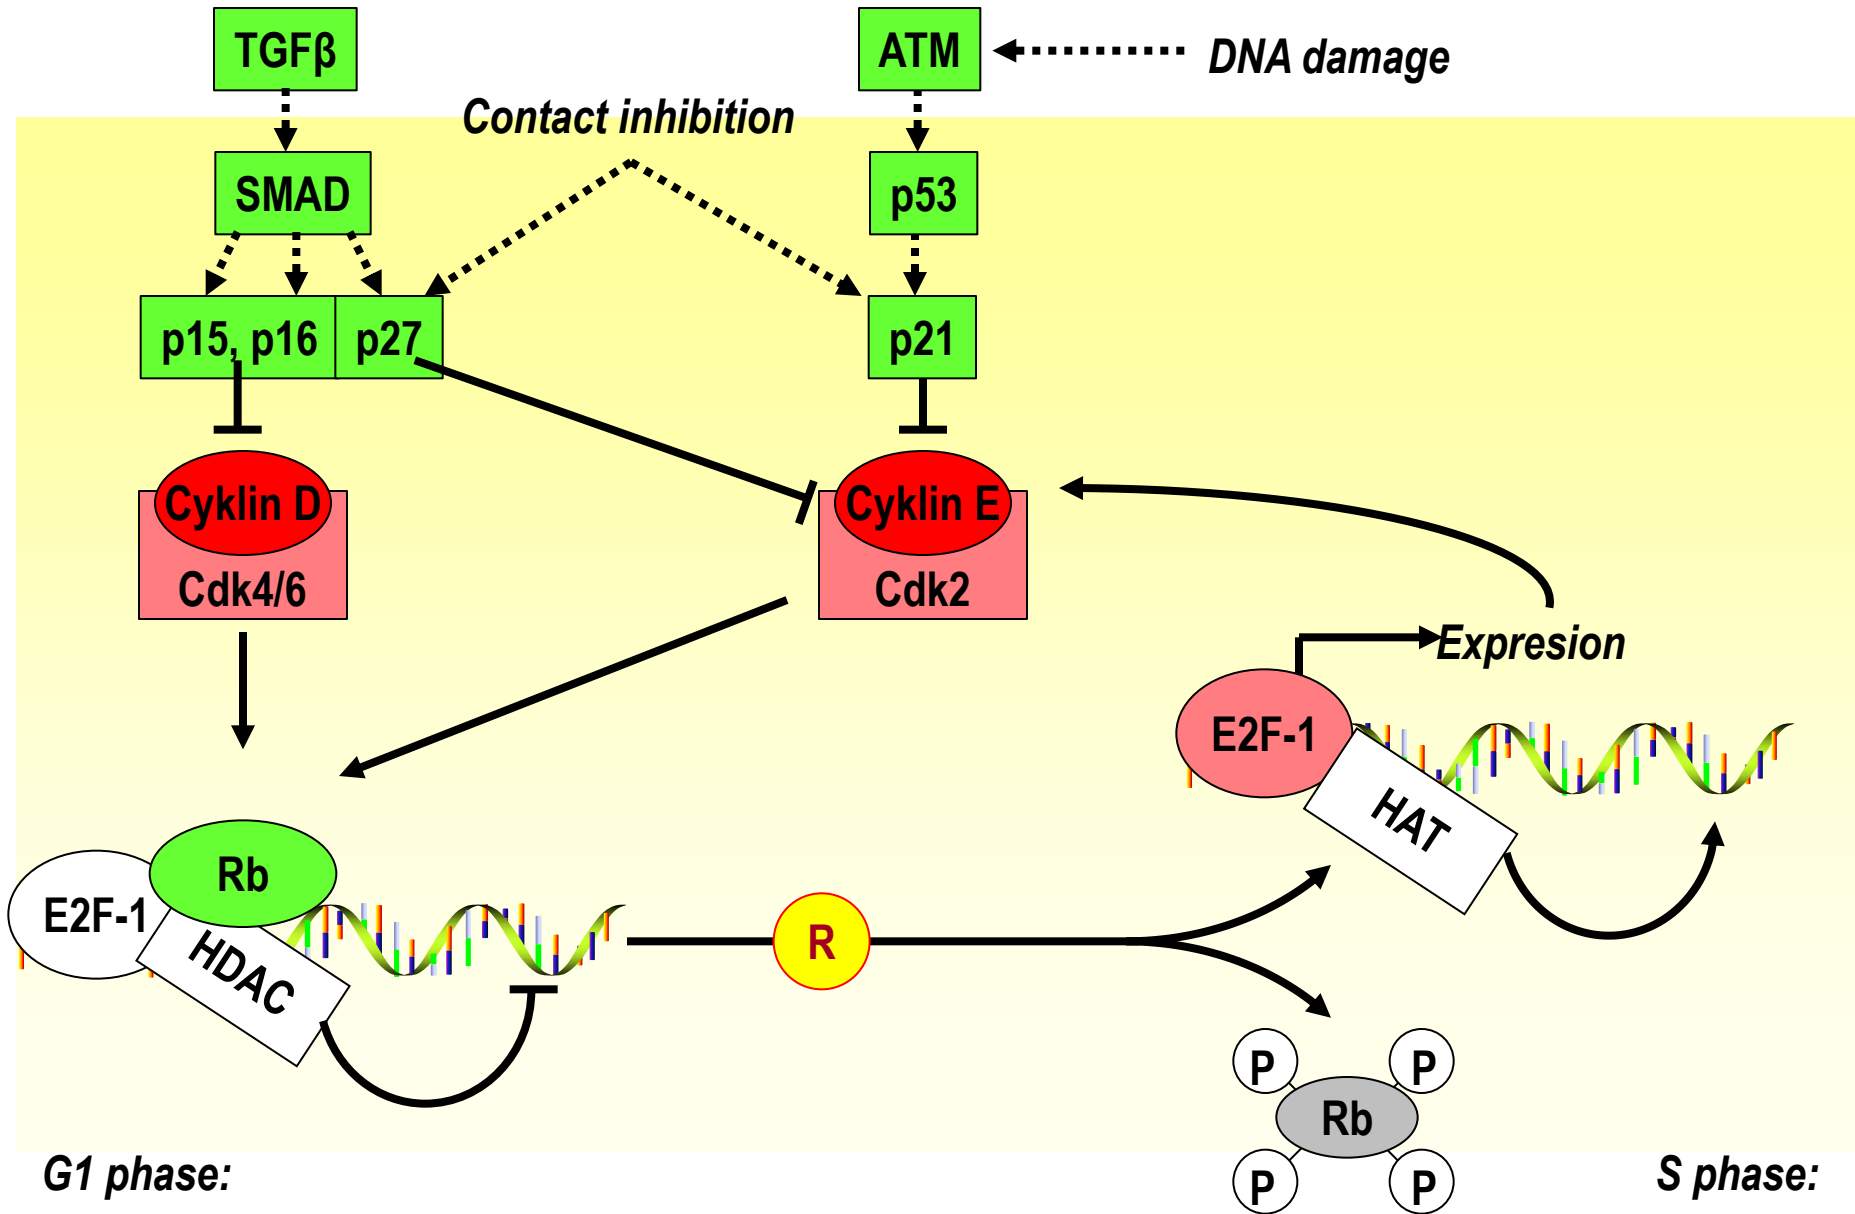 TGFβ
ATM
DNA damage
Contact inhibition
SMAD
p53
p15, p16
p27
p21
Cyklin D
Cdk4/6
Cyklin E
Cdk2
Expresion
E2F-1
HAT
Rb
E2F-1
HDAC
R
P
P
Rb
P
P
G1 phase:
S phase: